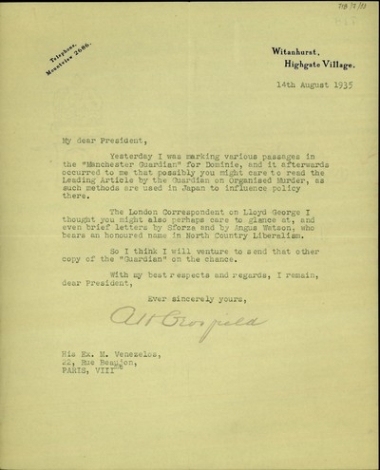 Telephone,
Mountview 2686.
Witanhurst,
Highgate Village.
14th August 1935
My dear President,
Yesterday I was marking various passages in
the "Manchester Guardian" for Dominie, and it afterwards
occurred to me that possibly you might care to read the
Leading Article by the Guardian on Organised Murder, as
such methods are used in Japan to influence policy
there.
The London Correspondent on Lloyd George I
thought you might also perhaps care to glance at, and
even brief letters by Sforza and by Angus Watson, who
bears an honoured name in North Country Liberalism.
So I think I will venture to send that other
copy of the "Guardian" on the chance.
With my best respects and regards, I remain,
dear President,
Ever sincerely yours,
A H Crosfield
His Ex. M. Venezelos,
22, Rue Beaujon,
PARIS, VIIIme